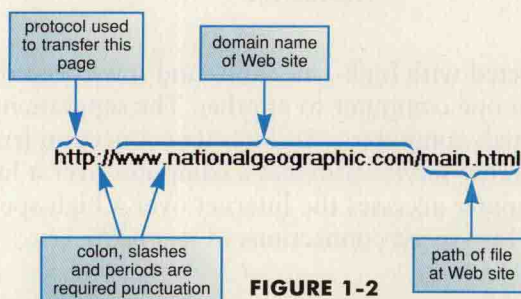 protocol used
to transfer this
page
domain name
of Web site
http://www.nationalgeographic.com/main.html
colon, slashes
and periods are
required punctuation
path of file
at Web site
FIGURE 1-2